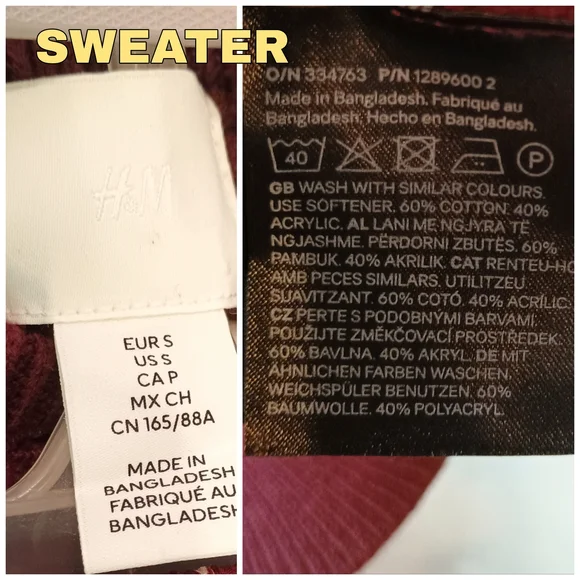 SWEATER
H&M
EUR S
US S
CA P
MX CH
CN 165/88A
MADE IN
BANGLADESH
FABRIQUÉ AU
BANGLADESH
O/N 334763 P/N 1289600 2
Made in Bangladesh. Fabriqué au
Bangladesh. Hecho en Bangladesh.
40
P
GB WASH WITH SIMILAR COLOURS.
USE SOFTENER. 60% COTTON. 40%
ACRYLIC. AL LANI ME NGJYRA TË
NGJASHME. PËRDORNI ZBUTËS. 60%
PAMBUK. 40% AKRILIK. CAT RENTEU-HO
AMB PECES SIMILARS. UTILITZEU
SUAVITZANT. 60% COTÓ. 40% ACRÍLIC.
CZ PERTE S PODOBNÝMI BARVAMI.
POUŽIJTE ZMĚKČOVACÍ PROSTŘEDEK.
60% BAVLNA. 40% AKRYL. DE MIT
ÄHNLICHEN FARBEN WASCHEN.
WEICHSPÜLER BENUTZEN. 60%
BAUMWOLLE. 40% POLYACRYL.